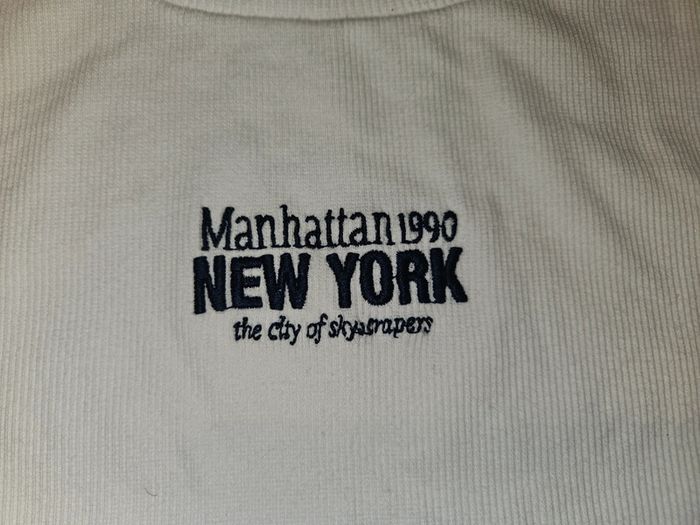 Manhattan 1990
NEW YORK
the city of skyscrapers